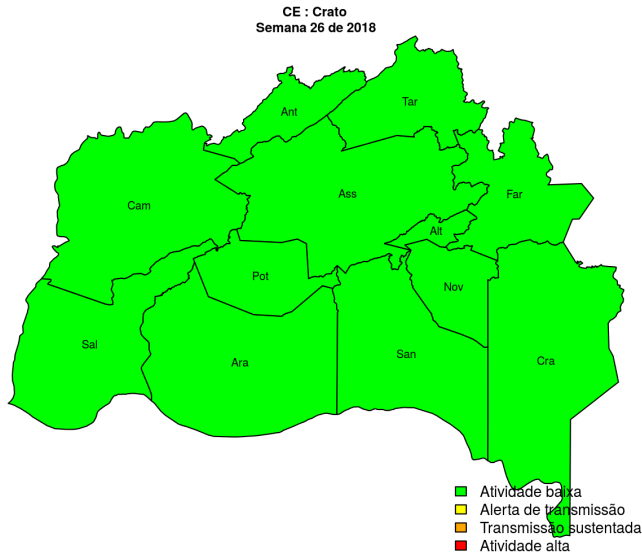 CE : Crato
Semana 26 de 2018
Tar
Ant
Ass
Far
Cam
Alt
Pot
Nov
Sal
San
Cra
Ara
Atividade baixa
Alerta de transmissão
Transmissão sustentada
Atividade alta